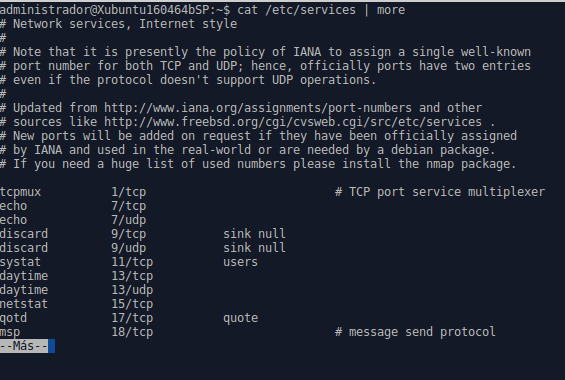 administrador@Xubuntu160464bSP:~$ cat /etc/services | more
# Network services, Internet style
#
# Note that it is presently the policy of IANA to assign a single well-known
# port number for both TCP and UDP; hence, officially ports have two entries
# even if the protocol doesn't support UDP operations.
#
# Updated from http://www.iana.org/assignments/port-numbers and other
# sources like http://www.freebsd.org/cgi/cvsweb.cgi/src/etc/services .
# New ports will be added on request if they have been officially assigned
# by IANA and used in the real-world or are needed by a debian package.
# If you need a huge list of used numbers please install the nmap package.

tcpmux 1/tcp # TCP port service multiplexer
echo 7/tcp
echo 7/udp
discard 9/tcp sink null
discard 9/udp sink null
systat 11/tcp users
daytime 13/tcp
daytime 13/udp
netstat 15/tcp
qotd 17/tcp quote
msp 18/tcp # message send protocol
--Más--